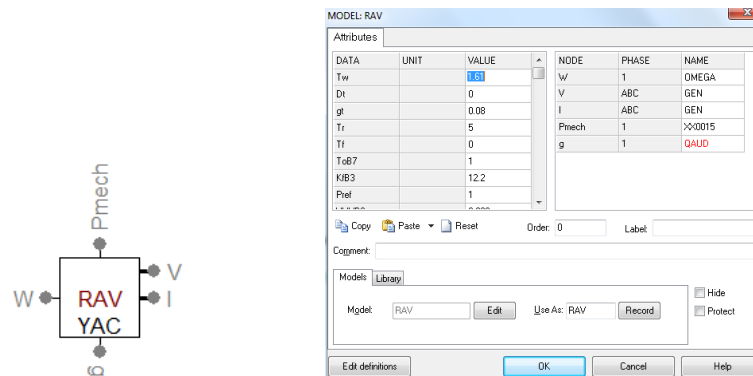 MODEL: RAV
Attributes
DATA UNIT VALUE
Tw 1.61
Dt 0
gt 0.08
Tr 5
Tf 0
ToB7 1
KfB3 12.2
Pref 1
NODE PHASE NAME
W 1 OMEGA
V ABC GEN
I ABC GEN
Pmech 1 XX0015
g 1 QAUD
Copy Paste Reset Order: 0 Label:
Comment:
Models Library
Model: RAV Edit Use As: RAV Record
Hide
Protect
Edit definitions OK Cancel Help
Pmech
V
W RAV I
YAC
g